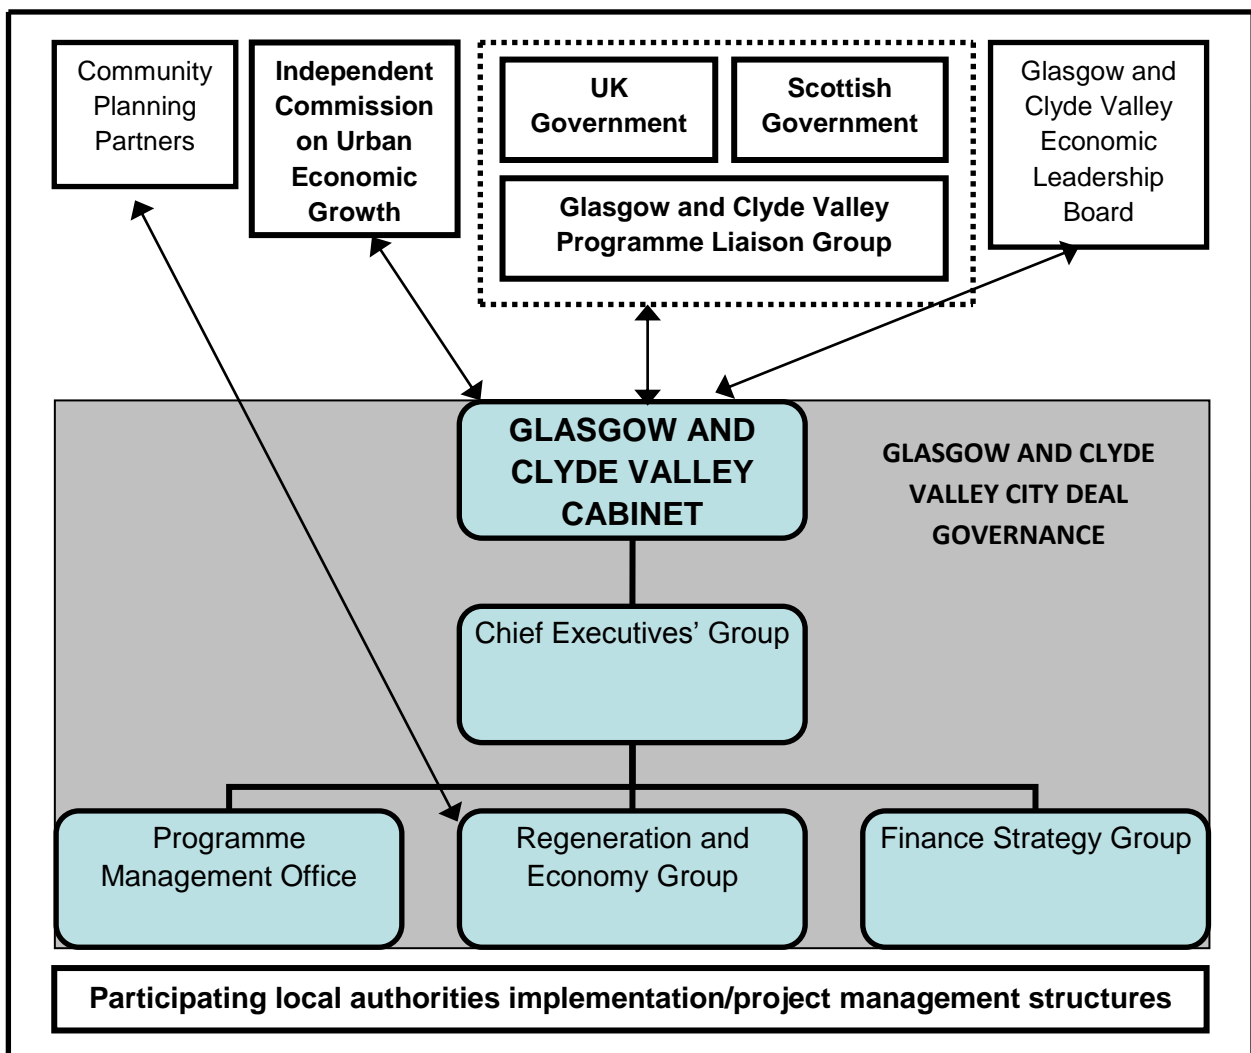 Community
Planning
Partners
Independent
Commission
on Urban
Economic
Growth
UK
Government
Scottish
Government
Glasgow and Clyde Valley
Programme Liaison Group
Glasgow and
Clyde Valley
Economic
Leadership
Board
GLASGOW AND
CLYDE VALLEY
CABINET
GLASGOW AND CLYDE
VALLEY CITY DEAL
GOVERNANCE
Chief Executives’ Group
Programme
Management Office
Regeneration and
Economy Group
Finance Strategy Group
Participating local authorities implementation/project management structures